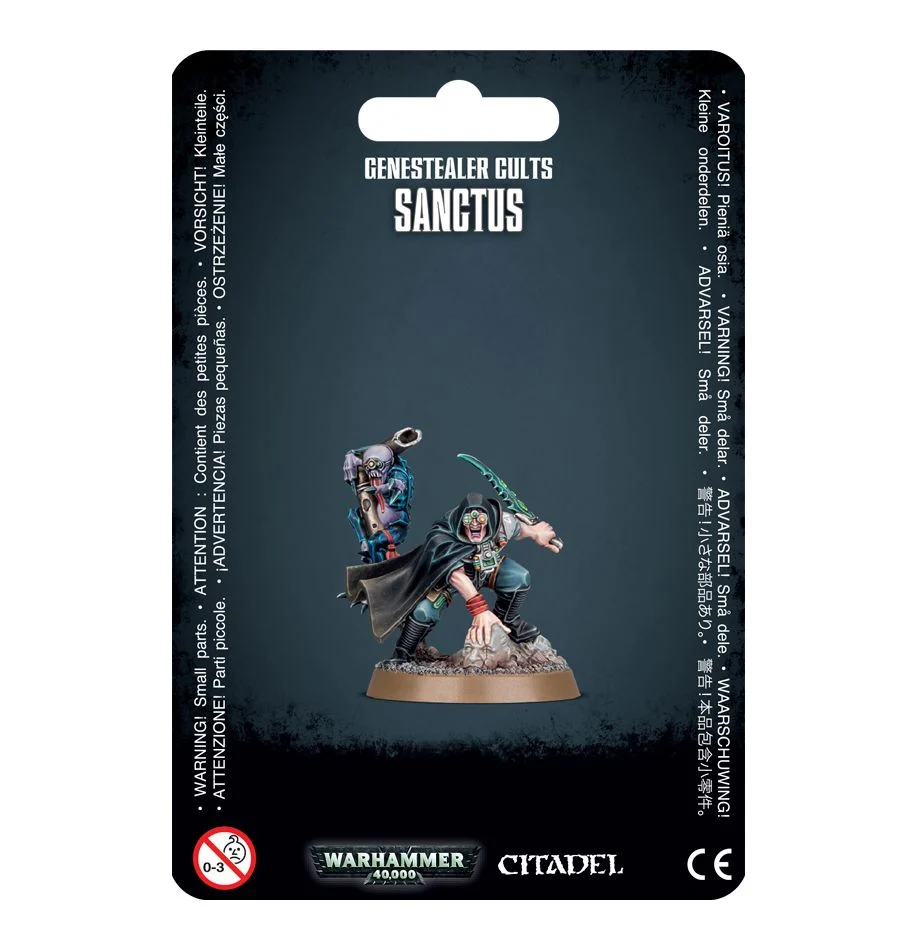 GENESTEALER CULTS
SANCTUS
• WARNING! Small parts. • ATTENTION : Contient des petites pièces. • VORSICHT! Kleinteile.
• ATTENZIONE! Parti piccole. • ¡ADVERTENCIA! Piezas pequeñas. • OSTRZEŻENIE! Małe części.
• VAROITUS! Pieniä osia. • VARNING! Små delar. • ADVARSEL! Små dele. • WAARSCHUWING!
Kleine onderdelen. • ADVARSEL! Små deler. • 警告!小さな部品あり。• 警告!本品包含小零件。
0-3
WARHAMMER
40,000
CITADEL
CE